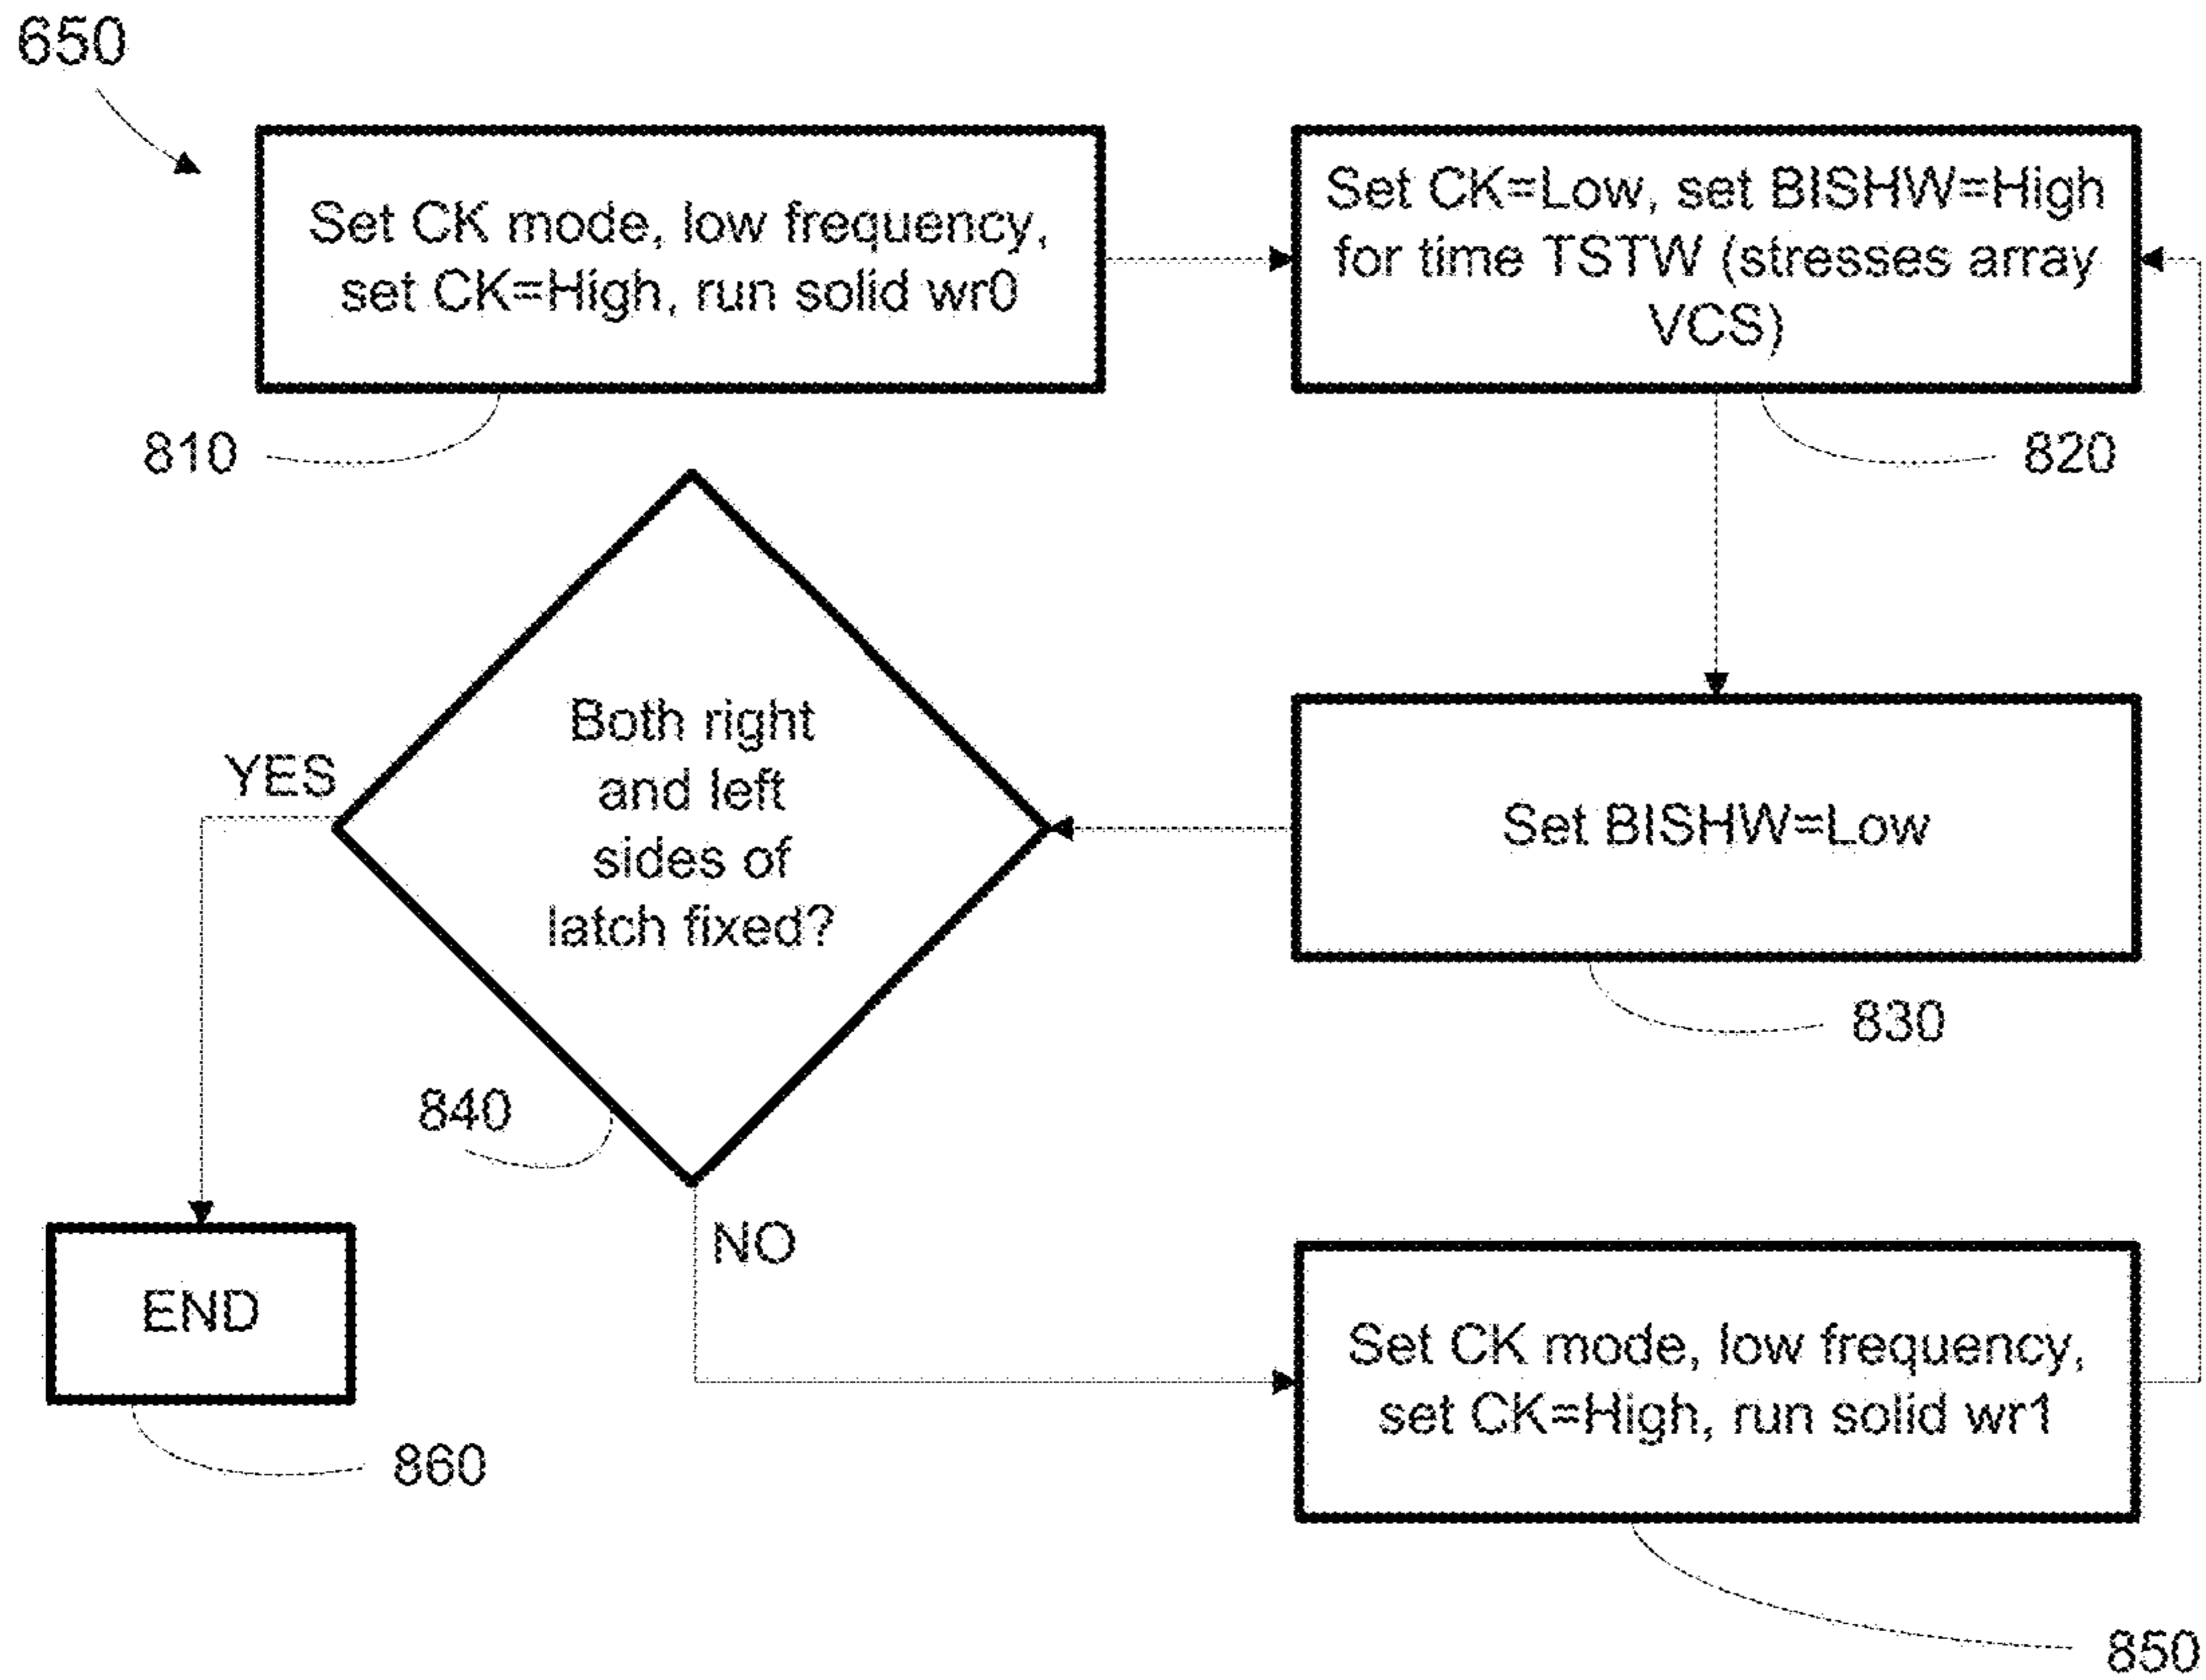 650
Set CK mode, low frequency,
set CK=High, run solid wr0
810
Set CK=Low, set BISHW=High
for time TSTW (stresses array
VCS)
820
Set BISHW=Low
830
Both right
and left
sides of
latch fixed?
840
YES
NO
END
860
Set CK mode, low frequency,
set CK=High, run solid wr1
850